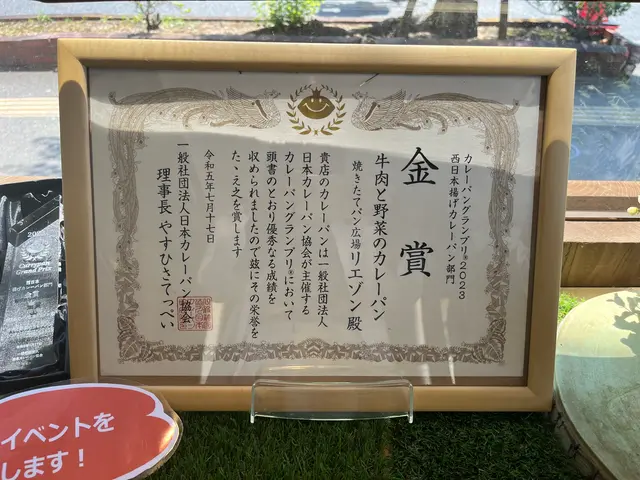 カレーパングランプリ®2023
西日本揚げカレーパン部門
金賞
牛肉と野菜のカレーパン
焼きたてパン広場 リエゾン殿
貴店のカレーパンは一般社団法人
日本カレーパン協会が主催する
カレーパングランプリ®において
頭書のとおり優秀なる成績を
収められましたので茲にその栄誉を
たゝえ之を賞します
令和五年七月十七日
一般社団法人日本カレーパン協会
理事長 やすひさてっぺい
イベントを
します!